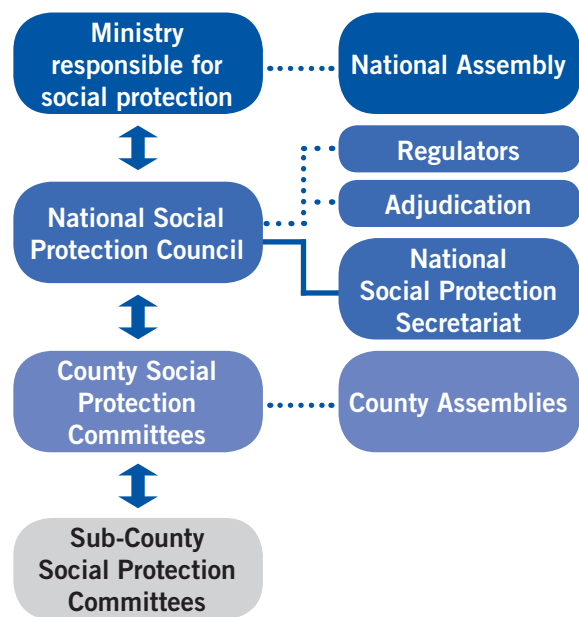 Ministry
responsible for
social protection
National Assembly
Regulators
Adjudication
National Social
Protection Council
National
Social Protection
Secretariat
County Social
Protection
Committees
County Assemblies
Sub-County
Social Protection
Committees